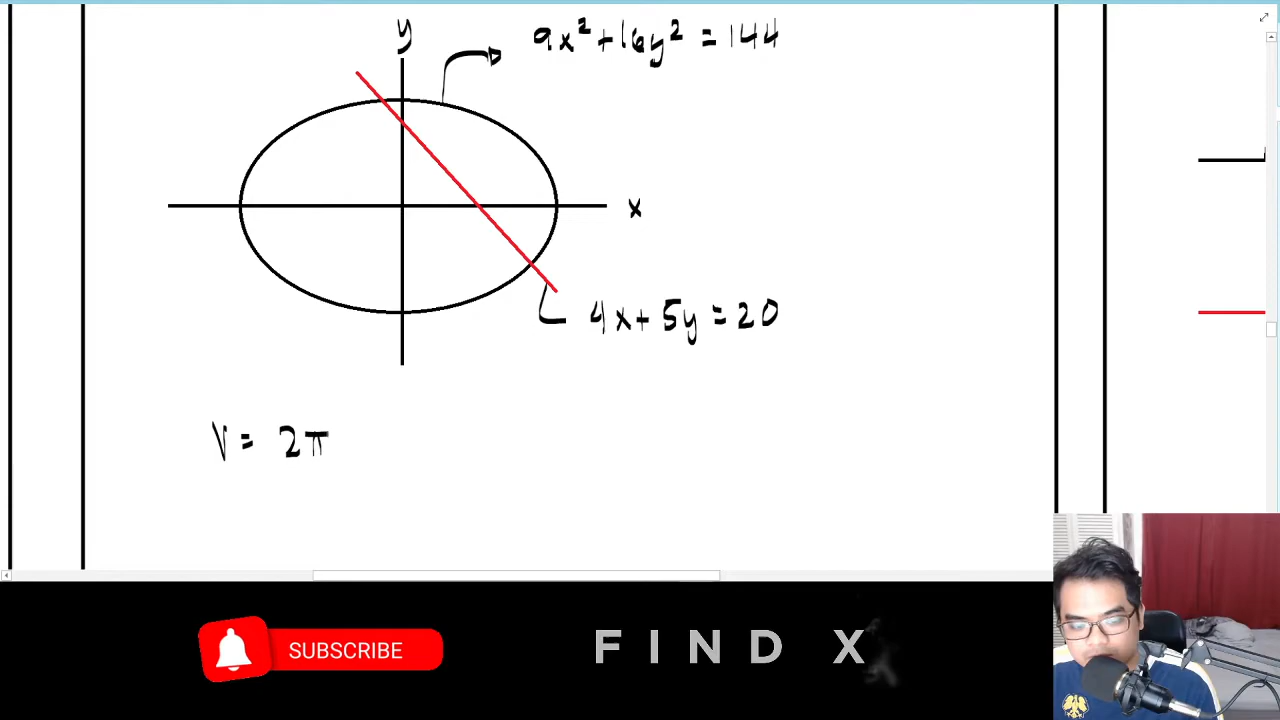 y
9x²+16y² = 144
x
4x+5y = 20
V = 2π
SUBSCRIBE
FIND X